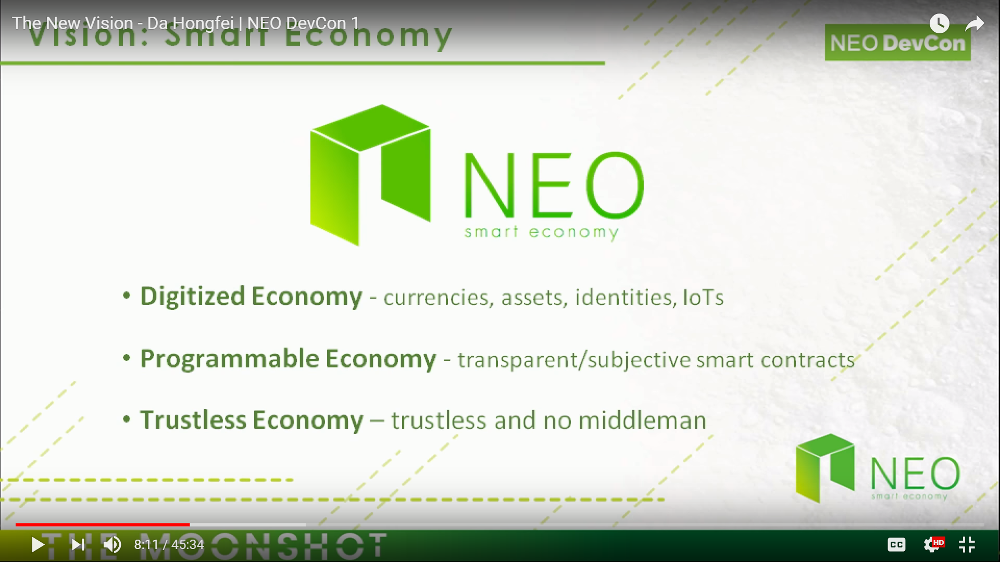 The New Vision - Da Hongfei | NEO DevCon 1
Vision: Smart Economy
NEO DevCon
NEO
smart economy
• Digitized Economy - currencies, assets, identities, IoTs
• Programmable Economy - transparent/subjective smart contracts
• Trustless Economy – trustless and no middleman
NEO
smart economy
THE MOONSHOT
8:11 / 45:34
CC
HD